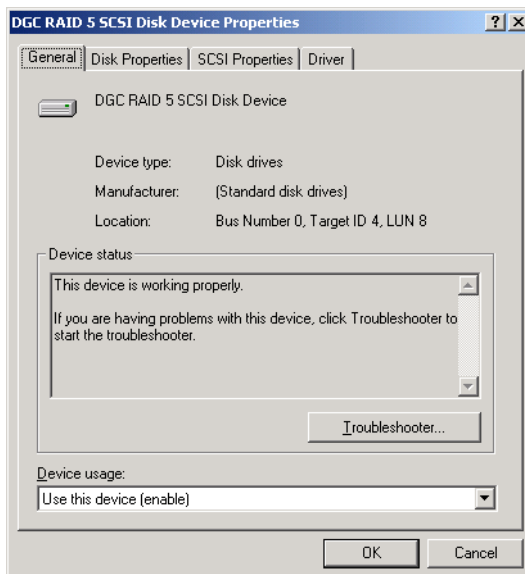 DGC RAID 5 SCSI Disk Device Properties
General Disk Properties SCSI Properties Driver
DGC RAID 5 SCSI Disk Device
Device type: Disk drives
Manufacturer: (Standard disk drives)
Location: Bus Number 0, Target ID 4, LUN 8
Device status
This device is working properly.
If you are having problems with this device, click Troubleshooter to
start the troubleshooter.
Troubleshooter...
Device usage:
Use this device (enable)
OK Cancel